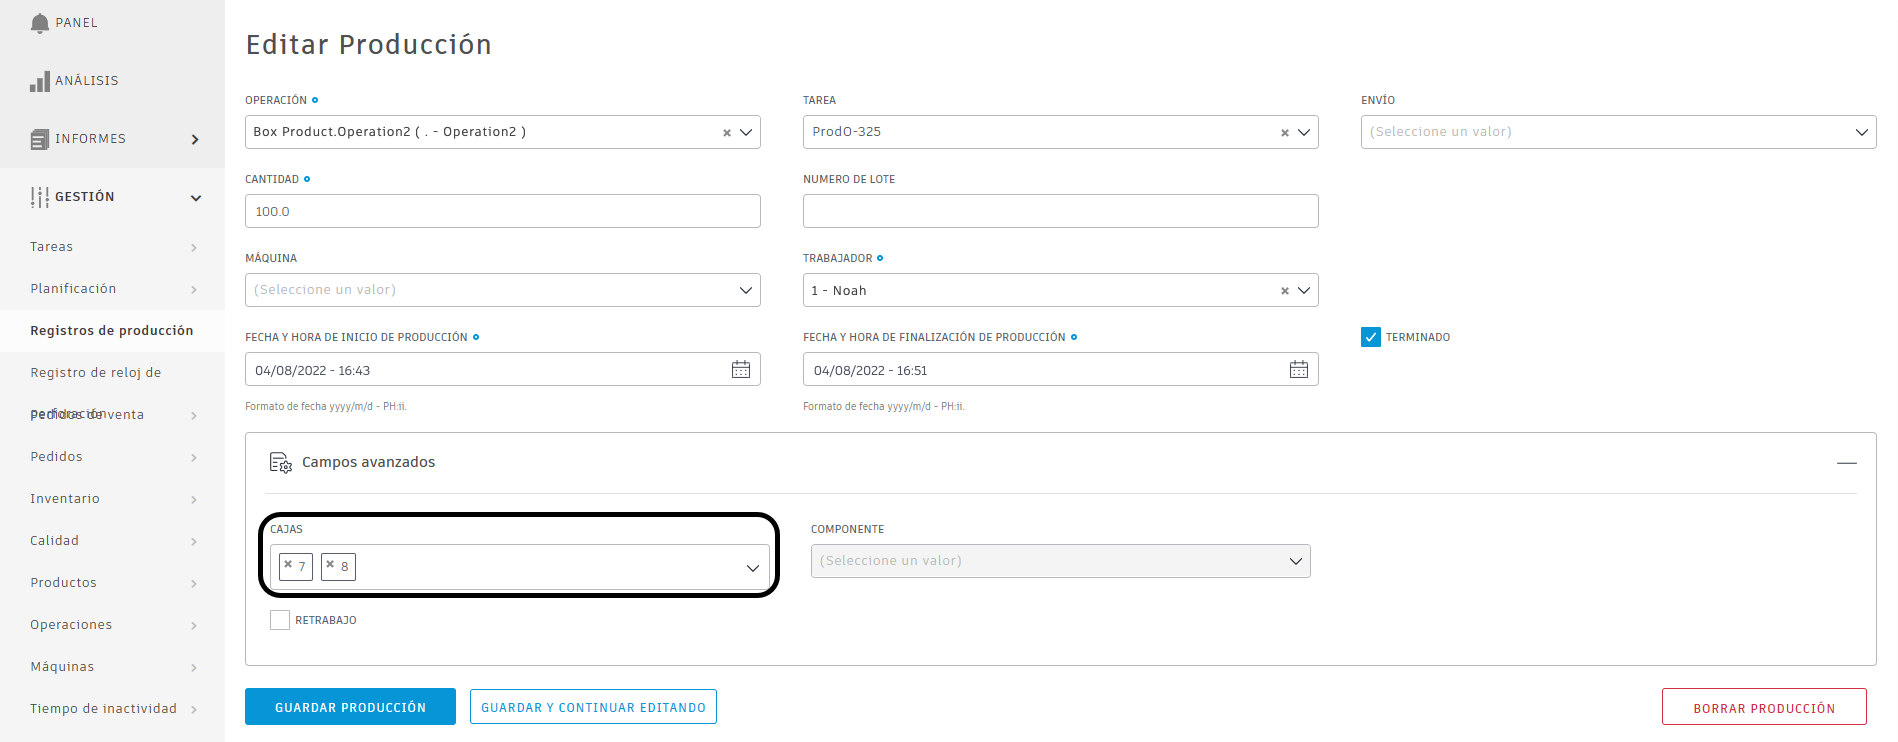 PANEL
ANÁLISIS
INFORMES
GESTIÓN
Tareas
Planificación
Registros de producción
Registro de reloj de
perforación
Pedidos de venta
Pedidos
Inventario
Calidad
Productos
Operaciones
Máquinas
Tiempo de inactividad
Editar Producción
OPERACIÓN
Box Product.Operation2 ( . - Operation2 )
TAREA
ProdO-325
ENVÍO
(Seleccione un valor)
CANTIDAD
100.0
NUMERO DE LOTE
MÁQUINA
(Seleccione un valor)
TRABAJADOR
1 - Noah
FECHA Y HORA DE INICIO DE PRODUCCIÓN
04/08/2022 - 16:43
Formato de fecha yyyy/m/d - PH:ii.
FECHA Y HORA DE FINALIZACIÓN DE PRODUCCIÓN
04/08/2022 - 16:51
Formato de fecha yyyy/m/d - PH:ii.
TERMINADO
Campos avanzados
CAJAS
7 8
COMPONENTE
(Seleccione un valor)
RETRABAJO
GUARDAR PRODUCCIÓN
GUARDAR Y CONTINUAR EDITANDO
BORRAR PRODUCCIÓN